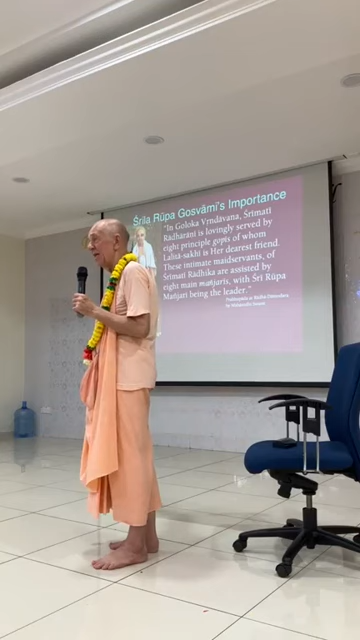 Śrīla Rūpa Gosvāmī's Importance
"In Goloka Vṛndāvana, Śrīmatī
Rādhārāṇī is lovingly served by
eight principle gopīs of whom
Lalitā-sakhī is Her dearest friend.
These intimate maidservants, of
Śrīmatī Rādhikā are assisted by
eight main mañjarīs, with Śrī Rūpa
Mañjarī being the leader."